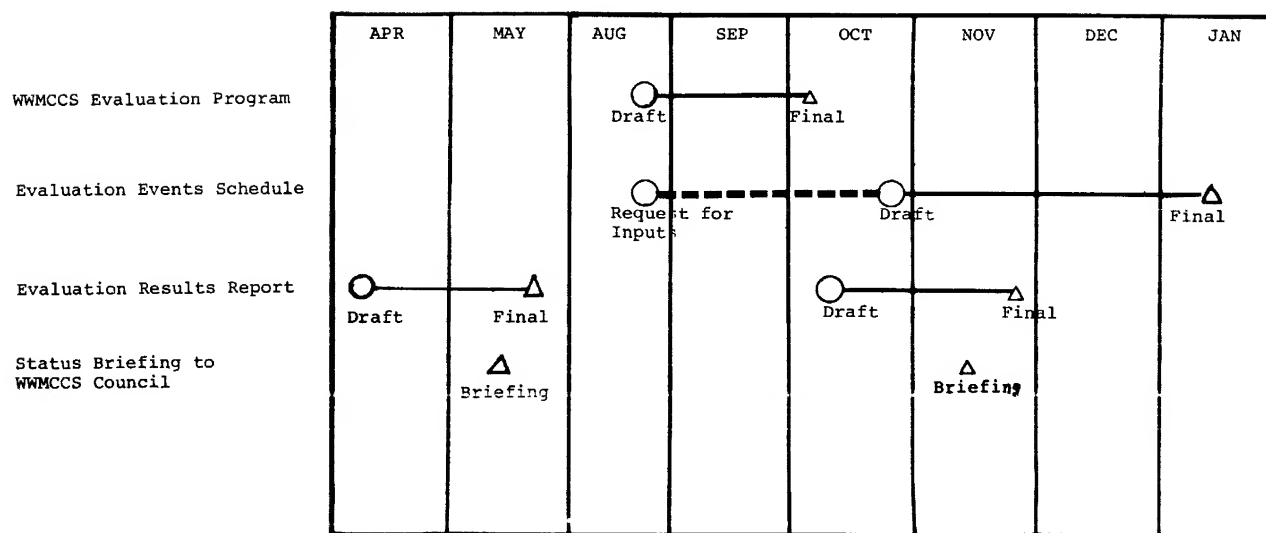 APR MAY AUG SEP OCT NOV DEC JAN
WWMCCS Evaluation Program
Draft Final
Evaluation Events Schedule
Request for Draft Final
Inputs
Evaluation Results Report
Draft Final Draft Final
Status Briefing to
WWMCCS Council
Briefing Briefing